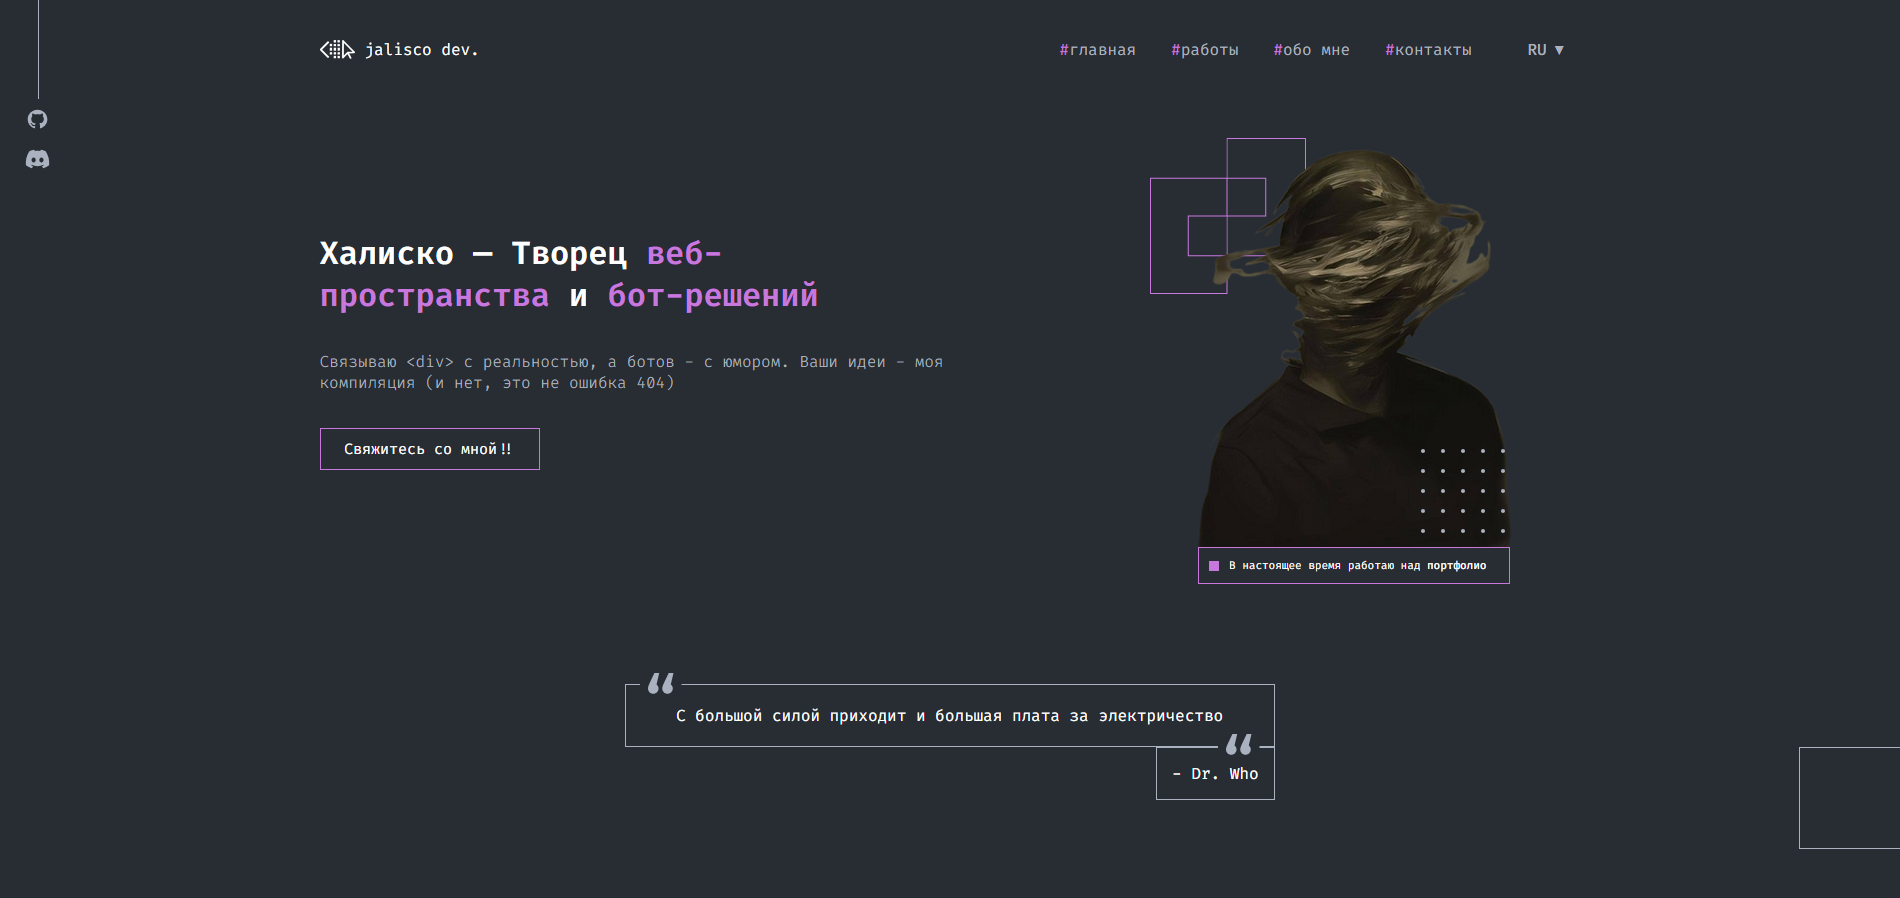 jalisco dev.
#главная #работы #обо мне #контакты RU ▼
Халиско — Творец веб-
пространства и бот-решений
Связываю <div> с реальностью, а ботов - с юмором. Ваши идеи - моя
компиляция (и нет, это не ошибка 404)
Свяжитесь со мной!!
В настоящее время работаю над портфолио
“
С большой силой приходит и большая плата за электричество
“
- Dr. Who